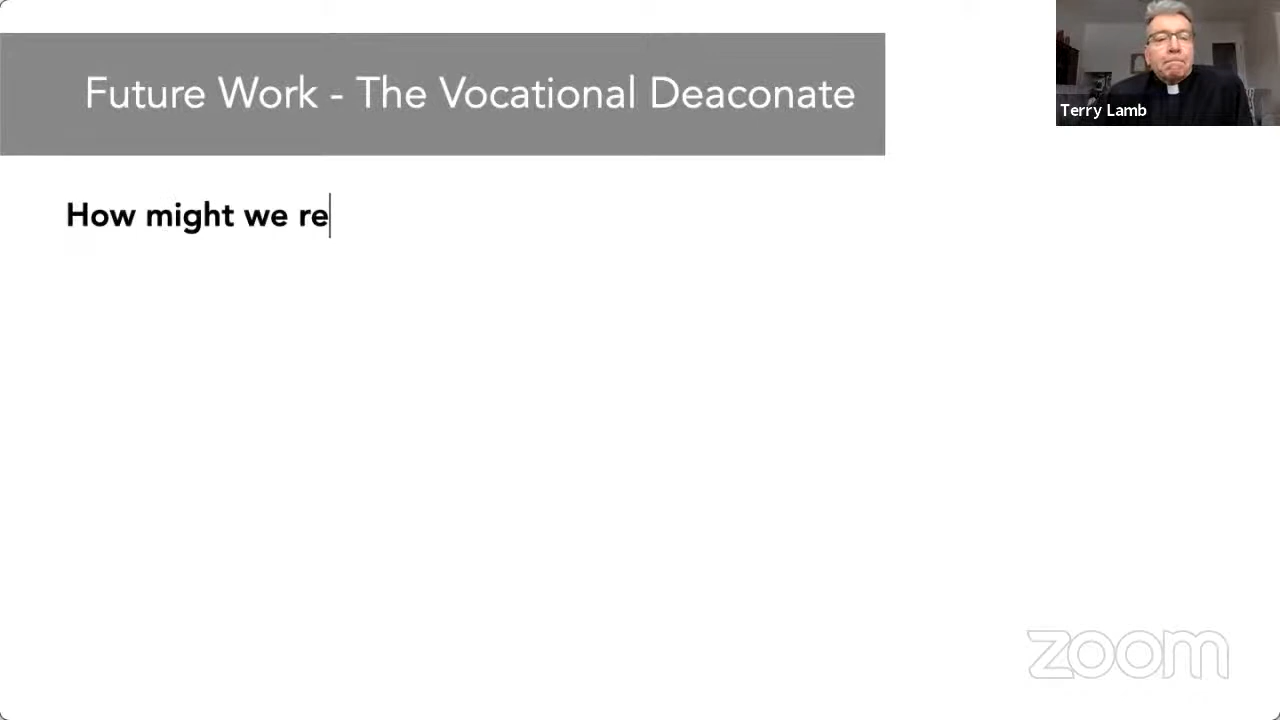 Future Work - The Vocational Deaconate
Terry Lamb
How might we re
zoom